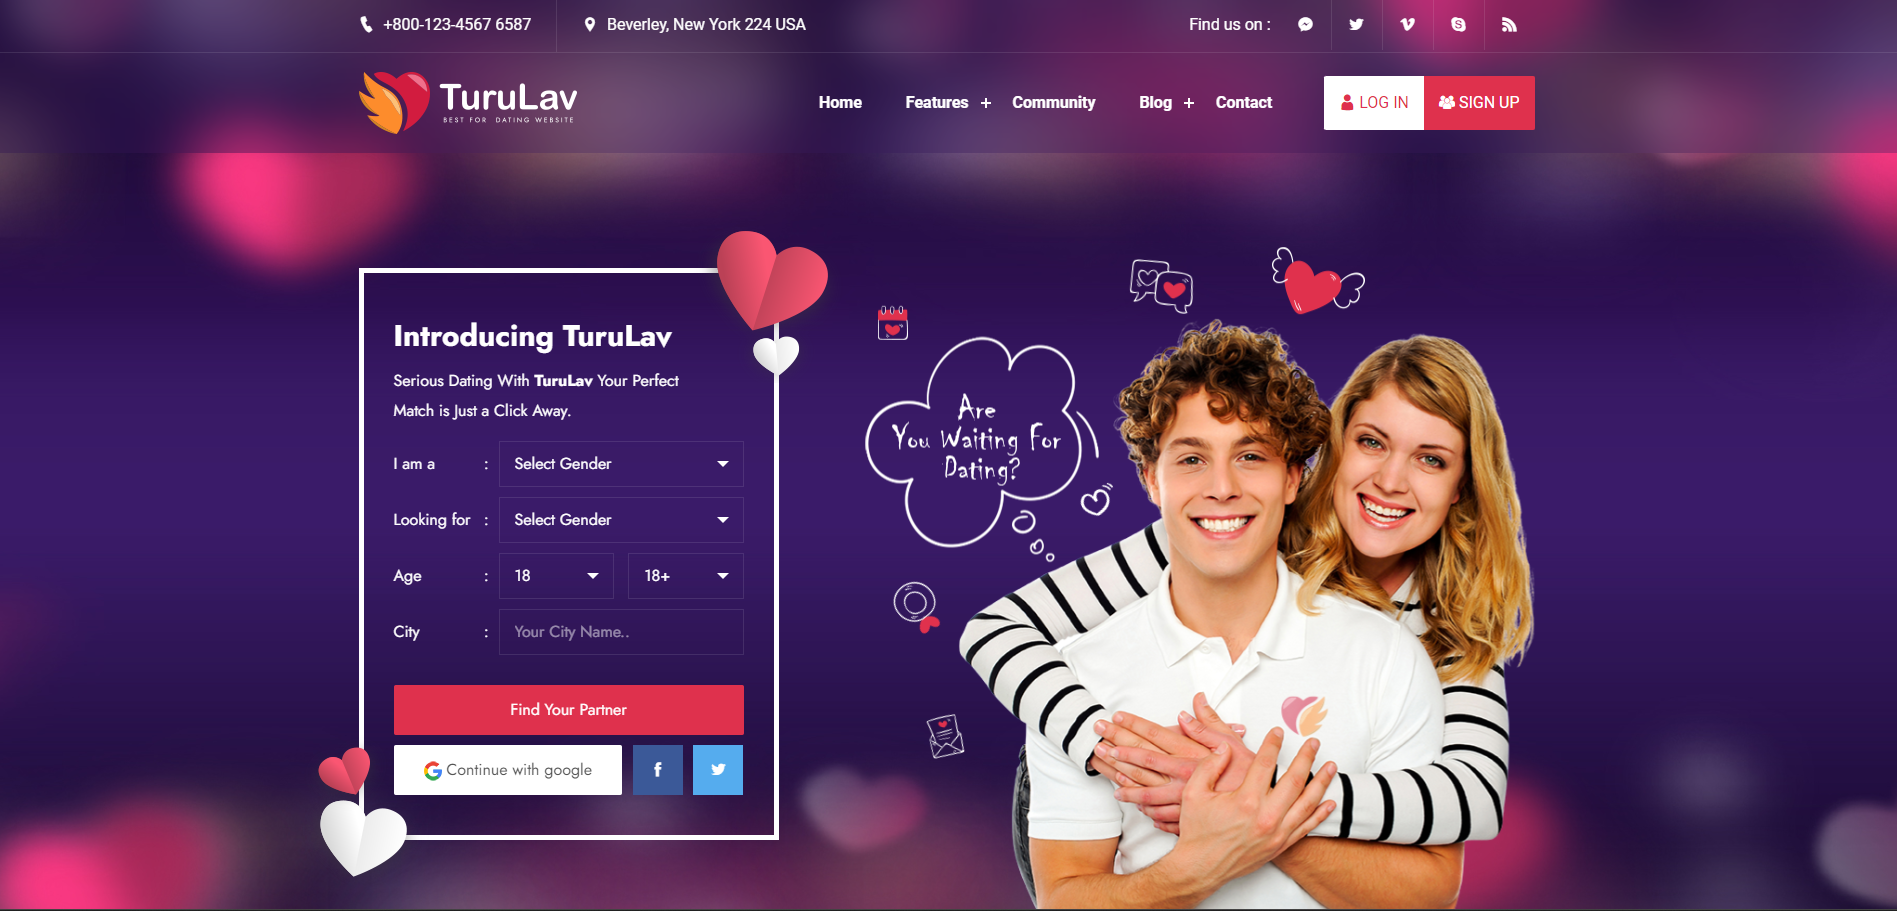 +800-123-4567 6587
Beverley, New York 224 USA
Find us on :
TuruLav
BEST FOR DATING WEBSITE
Home
Features +
Community
Blog +
Contact
LOG IN
SIGN UP
Introducing TuruLav
Serious Dating With TuruLav Your Perfect
Match is Just a Click Away.
I am a : Select Gender
Looking for : Select Gender
Age : 18 18+
City : Your City Name..
Find Your Partner
Continue with google
Are
You Waiting For
Dating?